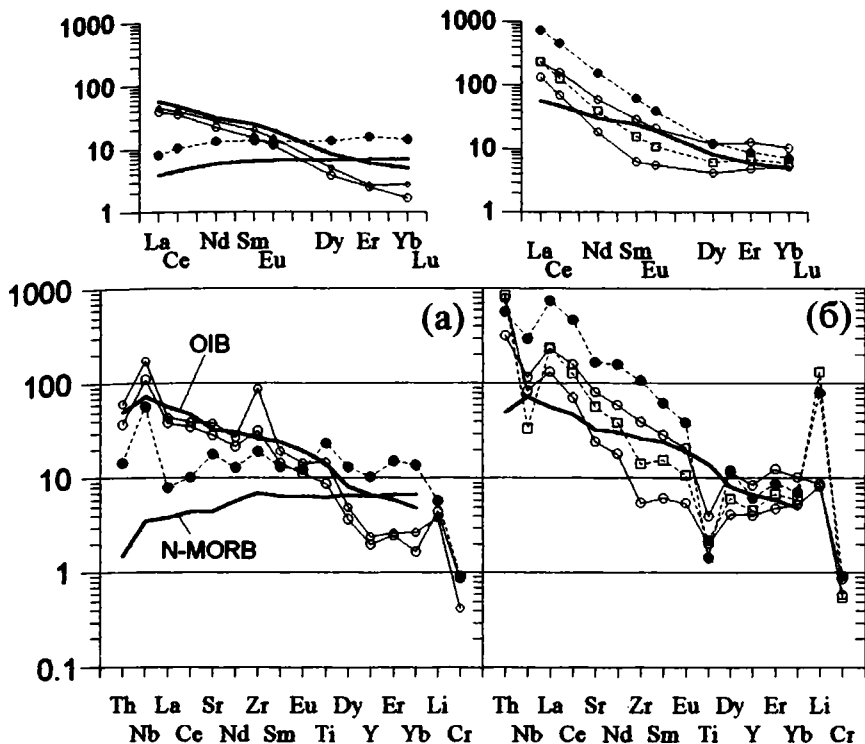 1000
100
10
1
La Nd Sm Dy Er Yb
Ce Eu Lu
1000
100
10
1
La Nd Sm Dy Er Yb
Ce Eu Lu
1000
100
10
1
0.1
(а)
OIB
N-MORB
Th La Sr Zr Eu Dy Er Li
Nb Ce Nd Sm Ti Y Yb Cr
(б)
Th La Sr Zr Eu Dy Er Li
Nb Ce Nd Sm Ti Y Yb Cr